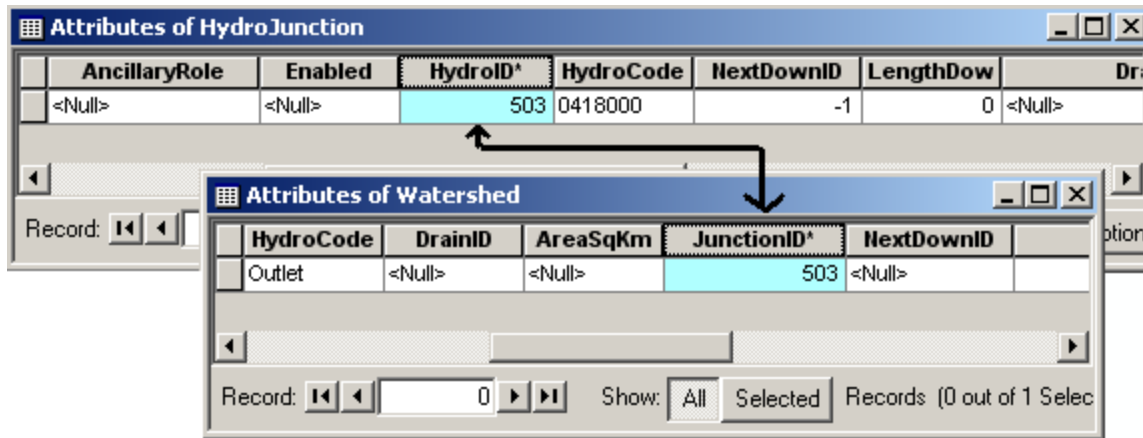 Attributes of HydroJunction
AncillaryRole Enabled HydroID* HydroCode NextDownID LengthDow Dra
<Null> <Null> 503 0418000 -1 0 <Null>
Attributes of Watershed
Record:
ption
HydroCode DrainID AreaSqKm JunctionID* NextDownID
Outlet <Null> <Null> 503 <Null>
Record: 0 Show: All Selected Records (0 out of 1 Selec